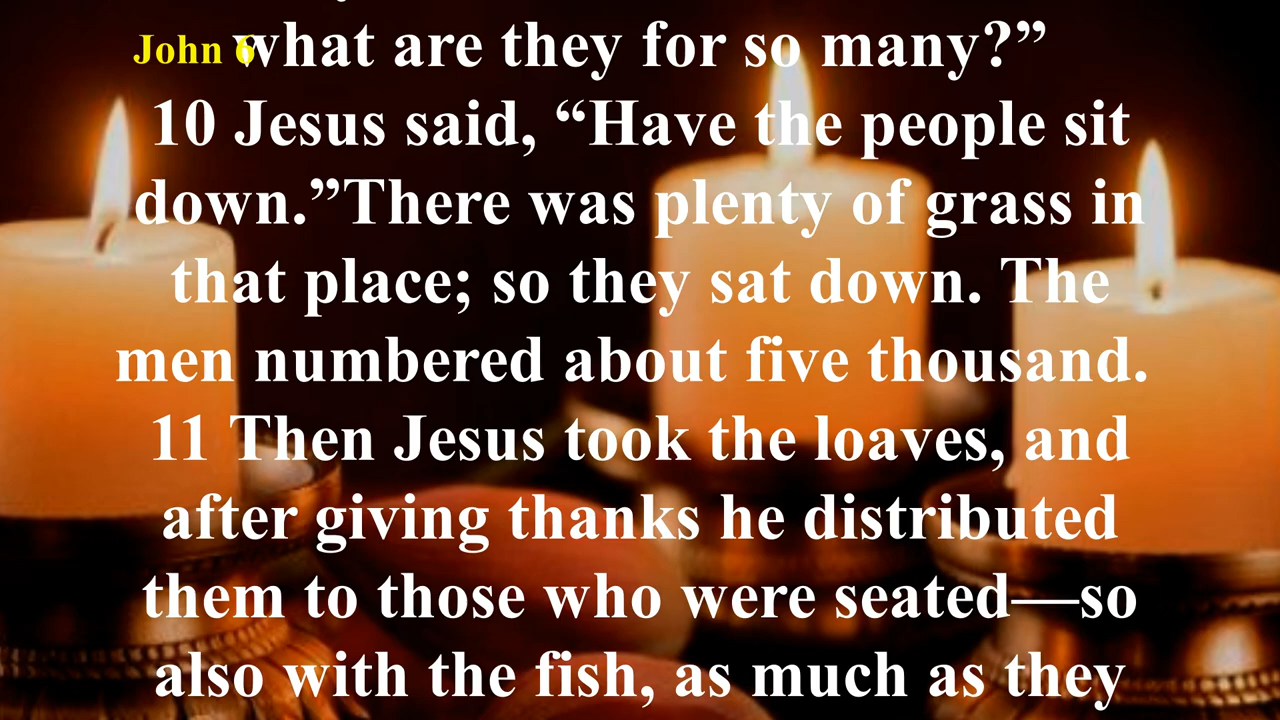 John 6
what are they for so many?”
10 Jesus said, “Have the people sit
down.”There was plenty of grass in
that place; so they sat down. The
men numbered about five thousand.
11 Then Jesus took the loaves, and
after giving thanks he distributed
them to those who were seated—so
also with the fish, as much as they